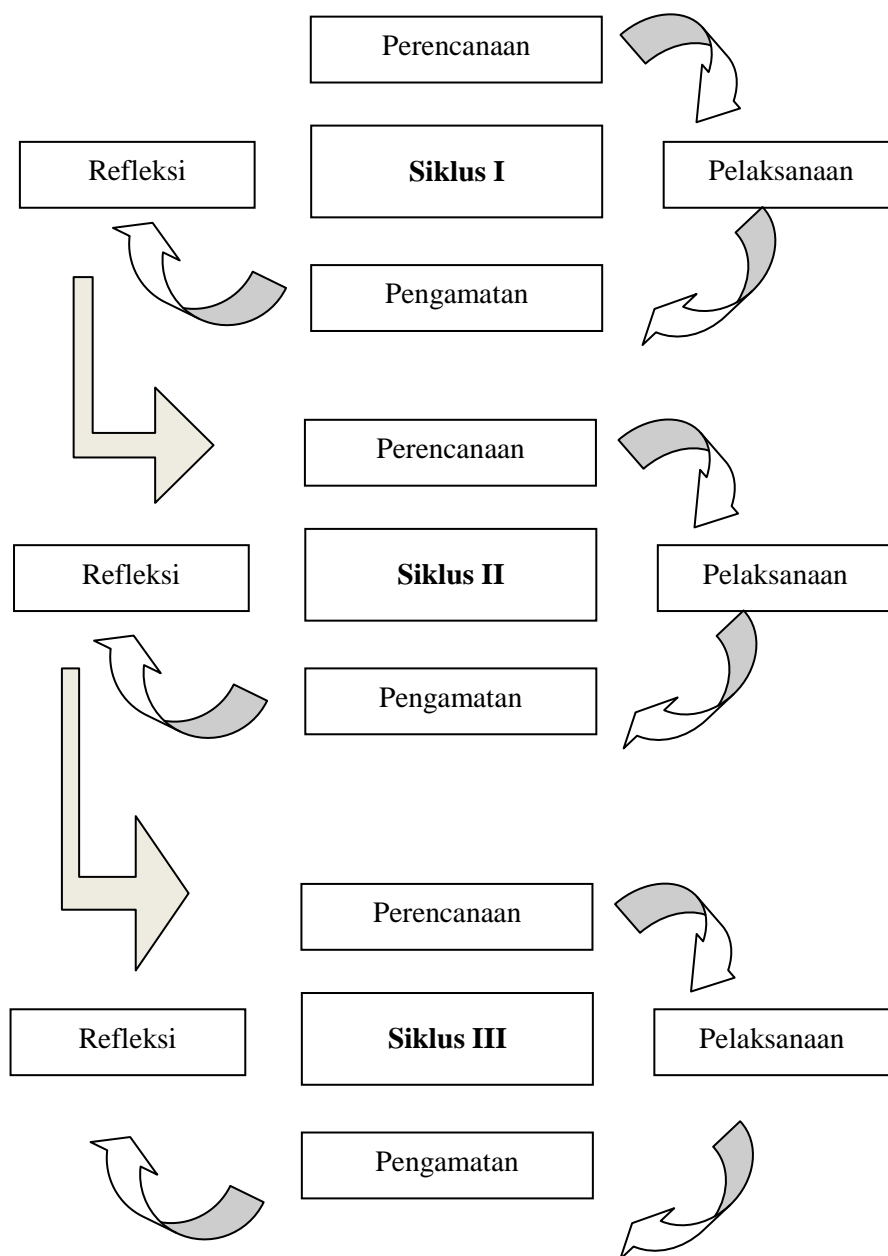 Perencanaan
Refleksi
Siklus I
Pelaksanaan
Pengamatan
Perencanaan
Refleksi
Siklus II
Pelaksanaan
Pengamatan
Perencanaan
Refleksi
Siklus III
Pelaksanaan
Pengamatan